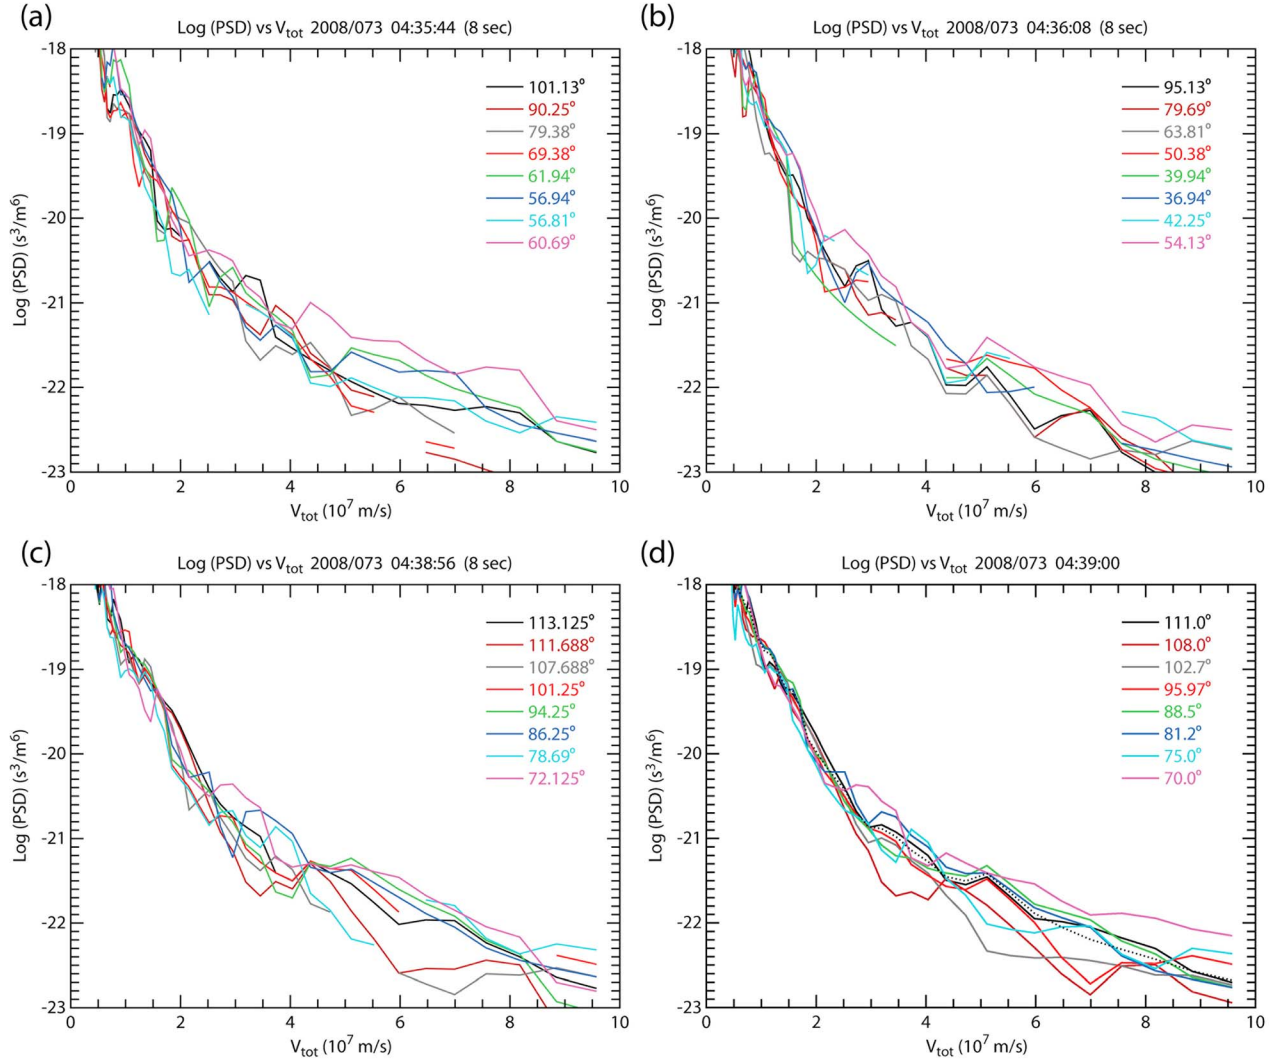 (a)
Log (PSD) vs Vtot 2008/073 04:35:44 (8 sec)
-18
-19
-20
-21
-22
-23
Log (PSD) (s³/m⁶)
101.13°
90.25°
79.38°
69.38°
61.94°
56.94°
56.81°
60.69°
0 2 4 6 8 10
Vtot (10⁷ m/s)
(b)
Log (PSD) vs Vtot 2008/073 04:36:08 (8 sec)
-18
-19
-20
-21
-22
-23
Log (PSD) (s³/m⁶)
95.13°
79.69°
63.81°
50.38°
39.94°
36.94°
42.25°
54.13°
0 2 4 6 8 10
Vtot (10⁷ m/s)
(c)
Log (PSD) vs Vtot 2008/073 04:38:56 (8 sec)
-18
-19
-20
-21
-22
-23
Log (PSD) (s³/m⁶)
113.125°
111.688°
107.688°
101.25°
94.25°
86.25°
78.69°
72.125°
0 2 4 6 8 10
Vtot (10⁷ m/s)
(d)
Log (PSD) vs Vtot 2008/073 04:39:00
-18
-19
-20
-21
-22
-23
Log (PSD) (s³/m⁶)
111.0°
108.0°
102.7°
95.97°
88.5°
81.2°
75.0°
70.0°
0 2 4 6 8 10
Vtot (10⁷ m/s)